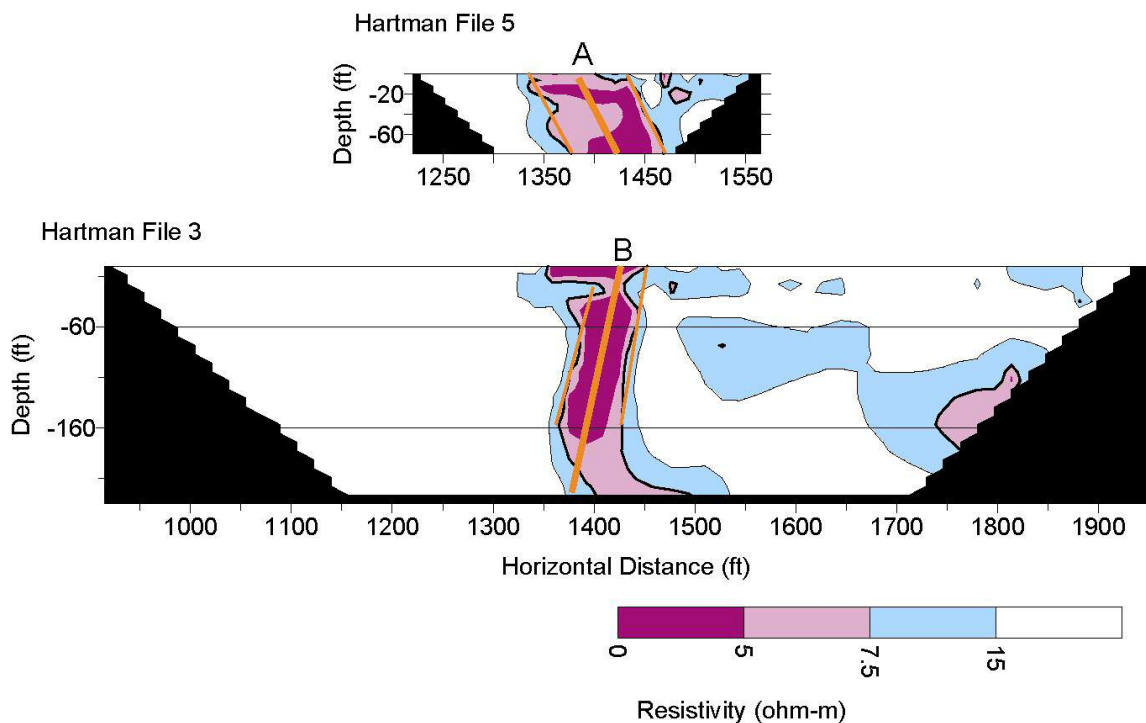 Hartman File 5
A
Depth (ft)
-20
-60
1250 1350 1450 1550
Hartman File 3
B
Depth (ft)
-60
-160
1000 1100 1200 1300 1400 1500 1600 1700 1800 1900
Horizontal Distance (ft)
0 5 7.5 15
Resistivity (ohm-m)